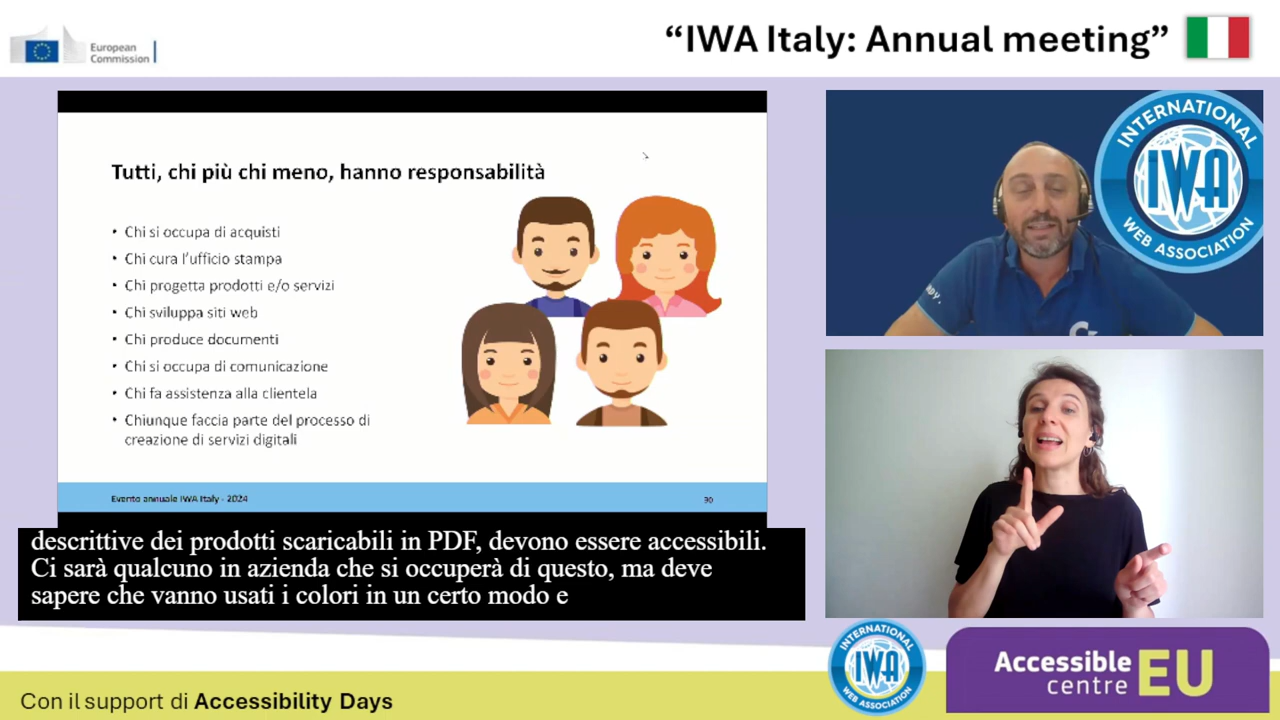 European
Commission
“IWA Italy: Annual meeting”
Tutti, chi più chi meno, hanno responsabilità
• Chi si occupa di acquisti
• Chi cura l’ufficio stampa
• Chi progetta prodotti e/o servizi
• Chi sviluppa siti web
• Chi produce documenti
• Chi si occupa di comunicazione
• Chi fa assistenza alla clientela
• Chiunque faccia parte del processo di
creazione di servizi digitali
Evento annuale IWA Italy - 2024
30
INTERNATIONAL
IWA
WEB ASSOCIATION
descrittive dei prodotti scaricabili in PDF, devono essere accessibili.
Ci sarà qualcuno in azienda che si occuperà di questo, ma deve
sapere che vanno usati i colori in un certo modo e
INTERNATIONAL
IWA
WEB ASSOCIATION
Accessible
centre
EU
Con il support di Accessibility Days